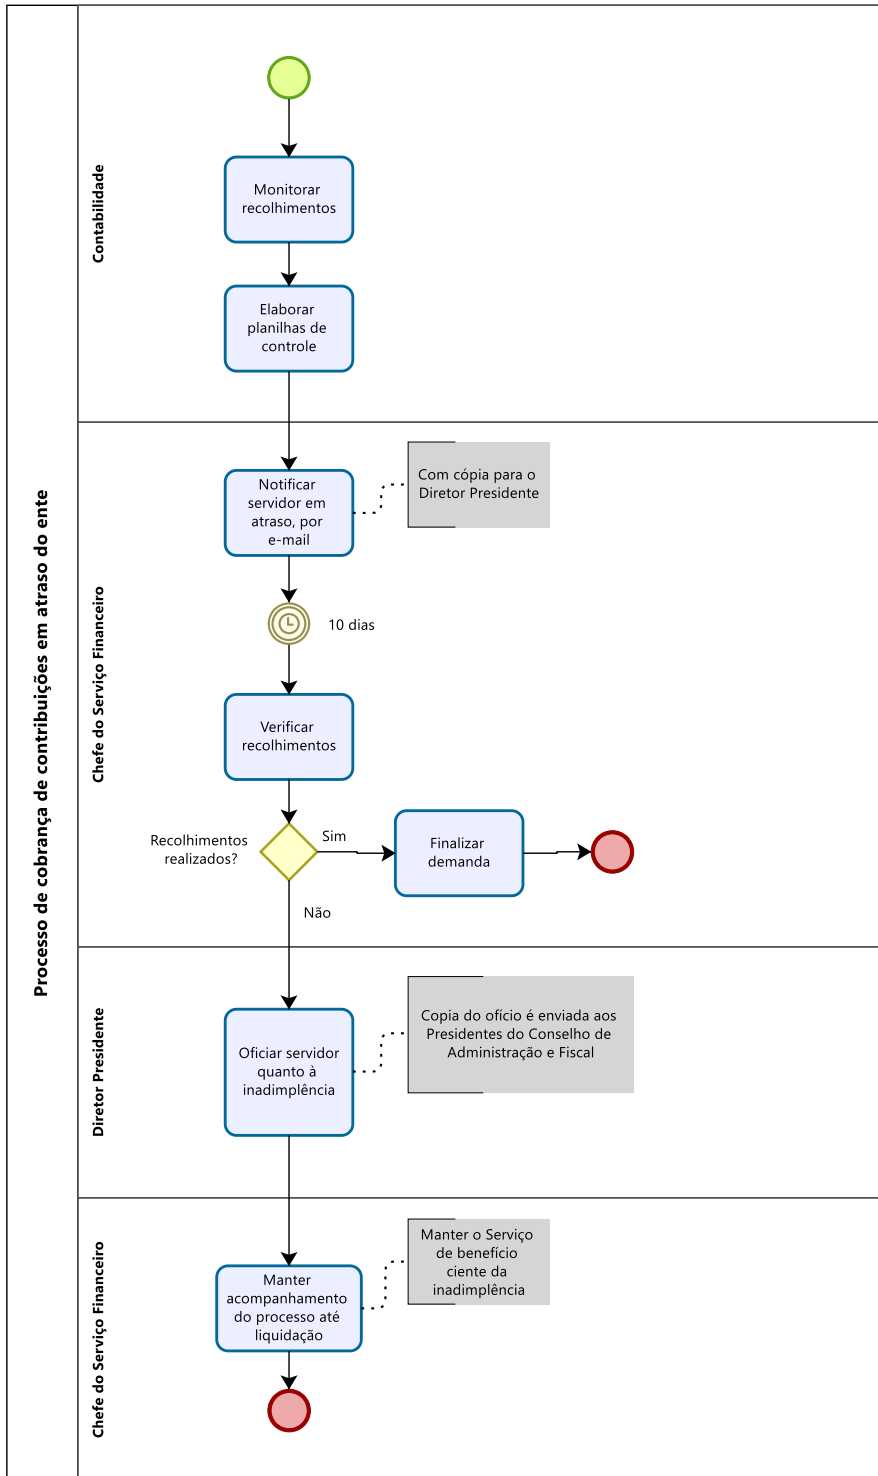 Processo de cobrança de contribuições em atraso do ente
Contabilidade
Monitorar
recolhimentos
Elaborar
planilhas de
controle
Chefe do Serviço Financeiro
Notificar
servidor em
atraso, por
e-mail
Com cópia para o
Diretor Presidente
10 dias
Verificar
recolhimentos
Recolhimentos
realizados?
Sim
Finalizar
demanda
Não
Diretor Presidente
Oficiar servidor
quanto à
inadimplência
Copia do ofício é enviada aos
Presidentes do Conselho de
Administração e Fiscal
Chefe do Serviço Financeiro
Manter
acompanhamento
do processo até
liquidação
Manter o Serviço
de benefício
ciente da
inadimplência